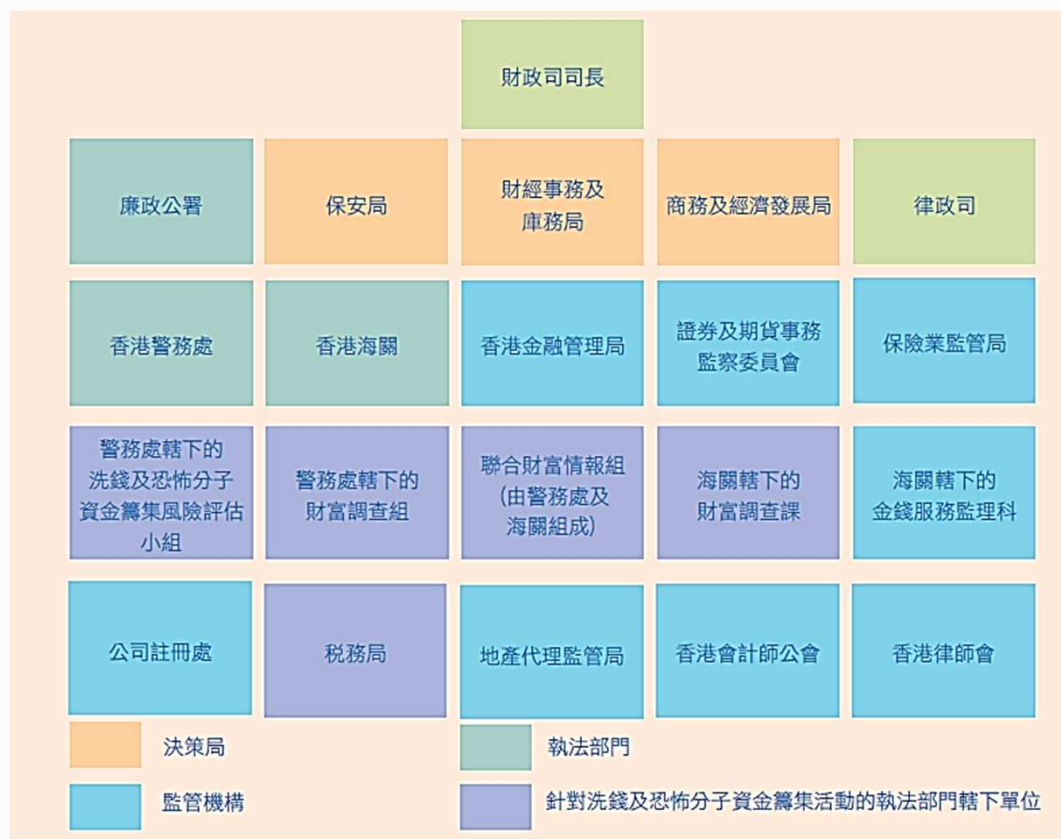 財政司司長
廉政公署
保安局
財經事務及
庫務局
商務及經濟發展局
律政司
香港警務處
香港海關
香港金融管理局
證券及期貨事務
監察委員會
保險業監管局
警務處轄下的
洗錢及恐怖分子
資金籌集風險評估
小組
警務處轄下的
財富調查組
聯合財富情報組
(由警務處及
海關組成)
海關轄下的
財富調查課
海關轄下的
金錢服務監理科
公司註冊處
税務局
地產代理監管局
香港會計師公會
香港律師會
決策局
執法部門
監管機構
針對洗錢及恐怖分子資金籌集活動的執法部門轄下單位